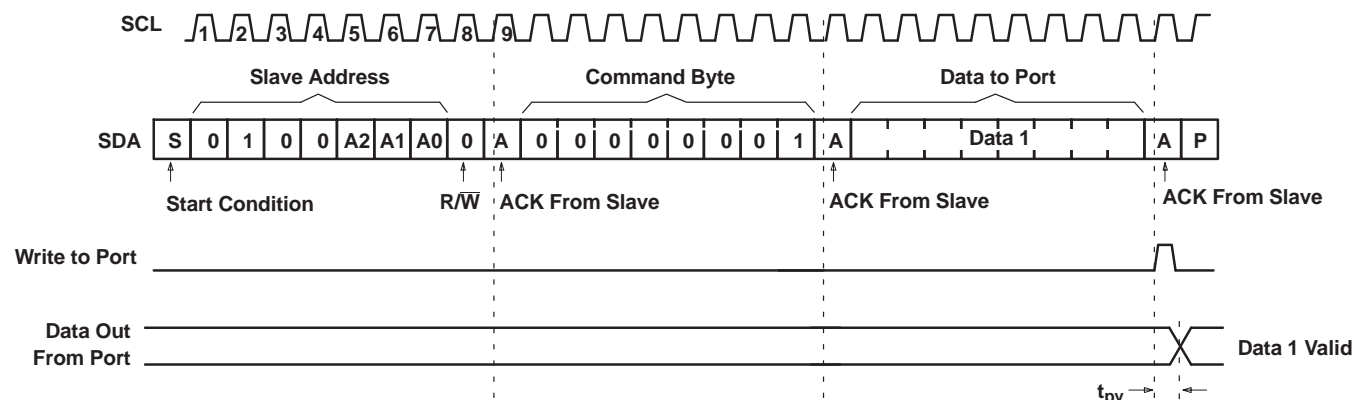 SCL 1 2 3 4 5 6 7 8 9
Slave Address Command Byte Data to Port
SDA S 0 1 0 0 A2 A1 A0 0 A 0 0 0 0 0 0 0 1 A Data 1 A P
Start Condition R/W̅ ACK From Slave ACK From Slave ACK From Slave
Write to Port
Data Out
From Port
Data 1 Valid
tpv